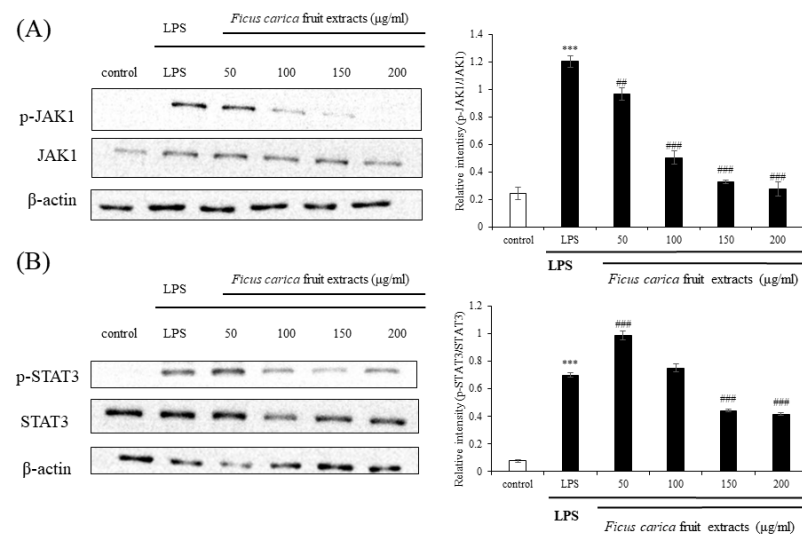 (A)
LPS
Ficus carica fruit extracts (μg/ml)
control LPS 50 100 150 200
p-JAK1
JAK1
β-actin
Relative intentisy (p-JAK1/JAK1)
1.4
1.2
1
0.8
0.6
0.4
0.2
0
***
##
###
###
###
control LPS 50 100 150 200
LPS
Ficus carica fruit extracts (μg/ml)
(B)
LPS
Ficus carica fruit extracts (μg/ml)
control LPS 50 100 150 200
p-STAT3
STAT3
β-actin
Relative intensity (p-STAT3/STAT3)
1.2
1
0.8
0.6
0.4
0.2
0
***
###
###
###
control LPS 50 100 150 200
LPS
Ficus carica fruit extracts (μg/ml)